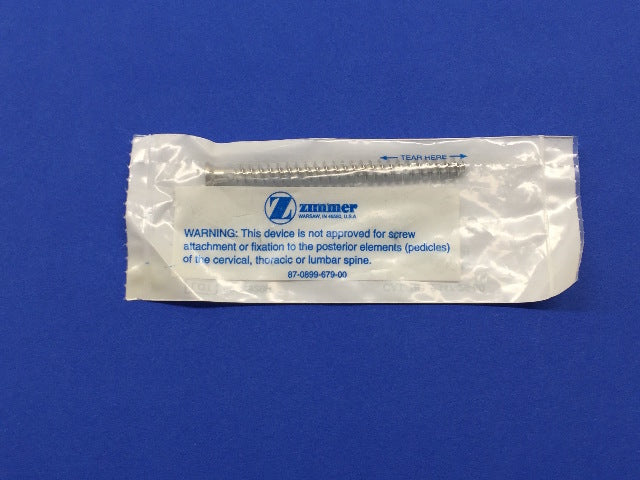 TEAR HERE
Z zimmer
WARSAW, IN 46580, U.S.A.
WARNING: This device is not approved for screw
attachment or fixation to the posterior elements (pedicles)
of the cervical, thoracic or lumbar spine.
87-0899-679-00